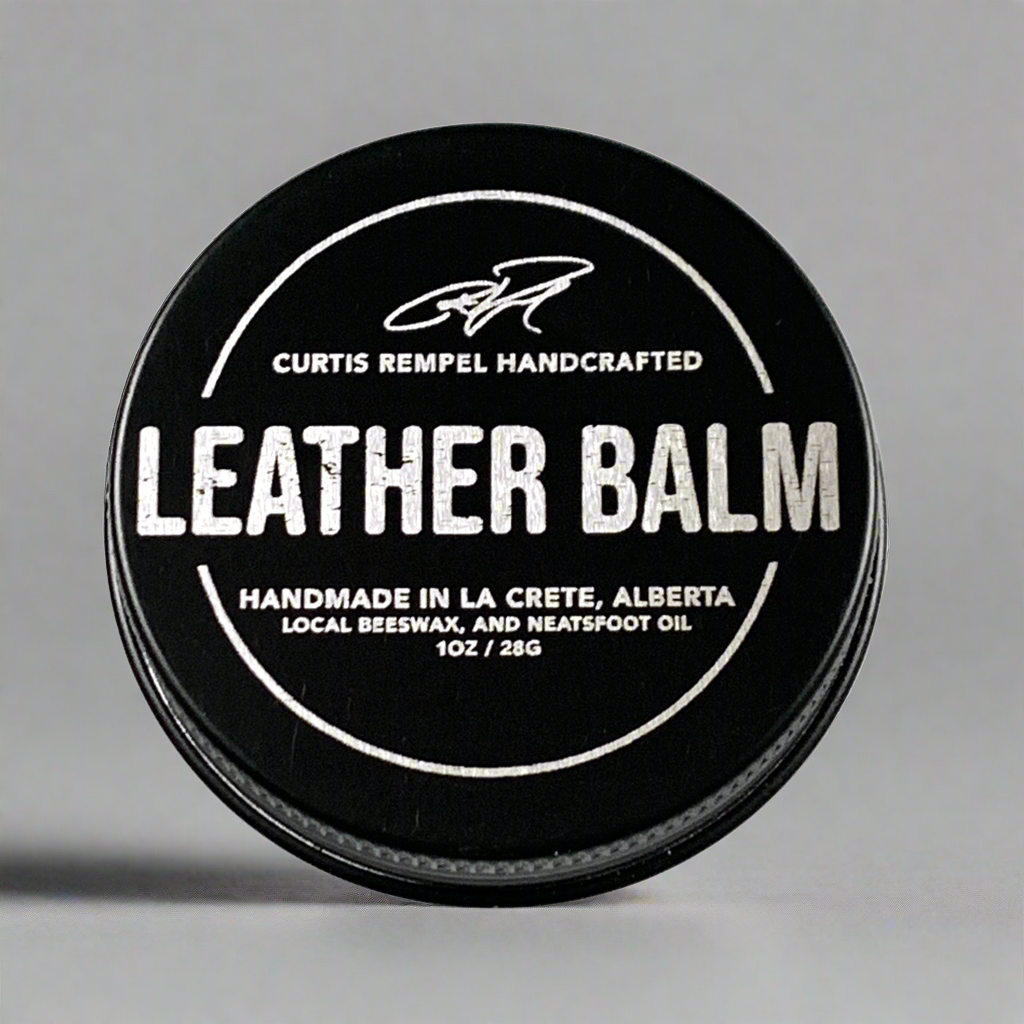 CURTIS REMPEL HANDCRAFTED
LEATHER BALM
HANDMADE IN LA CRETE, ALBERTA
LOCAL BEESWAX, AND NEATSFOOT OIL
1OZ / 28G